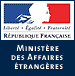 Liberté • Égalité • Fraternité
RÉPUBLIQUE FRANÇAISE
MINISTÈRE
DES AFFAIRES
ÉTRANGÈRES